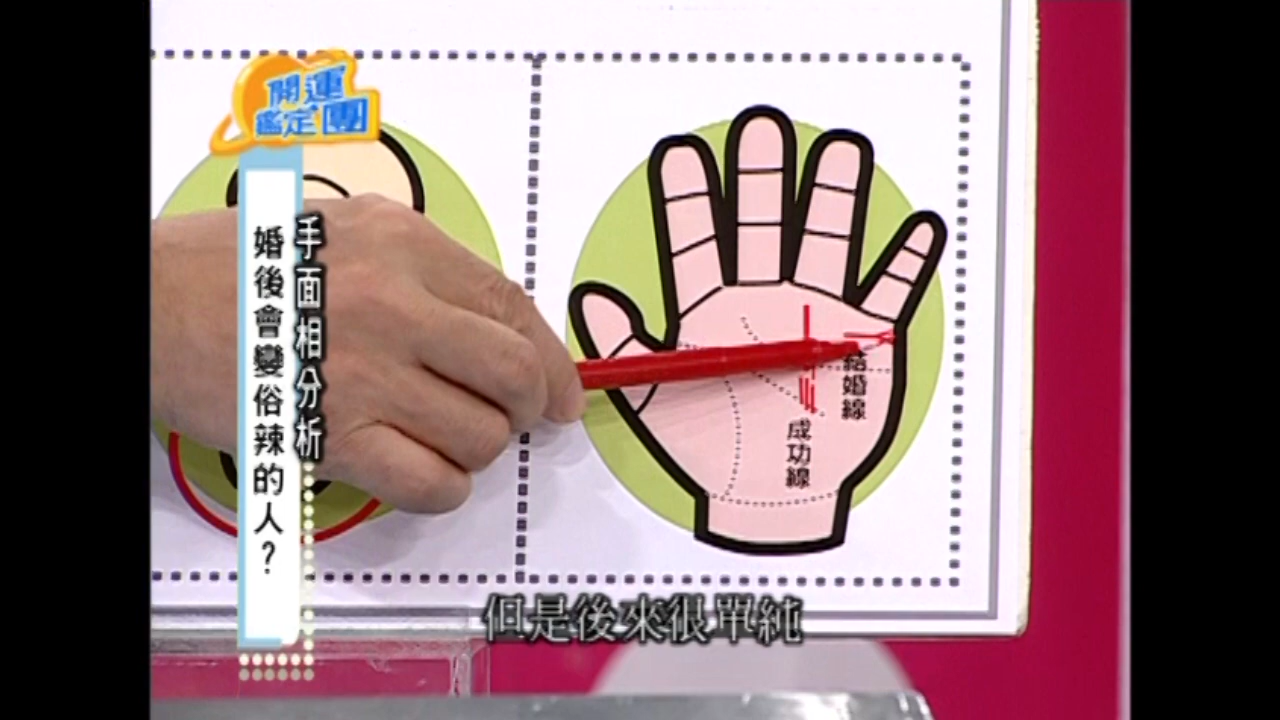 開運
鑑定團
手面相分析
婚後會變俗辣的人?
結婚線
成功線
但是後來很單純